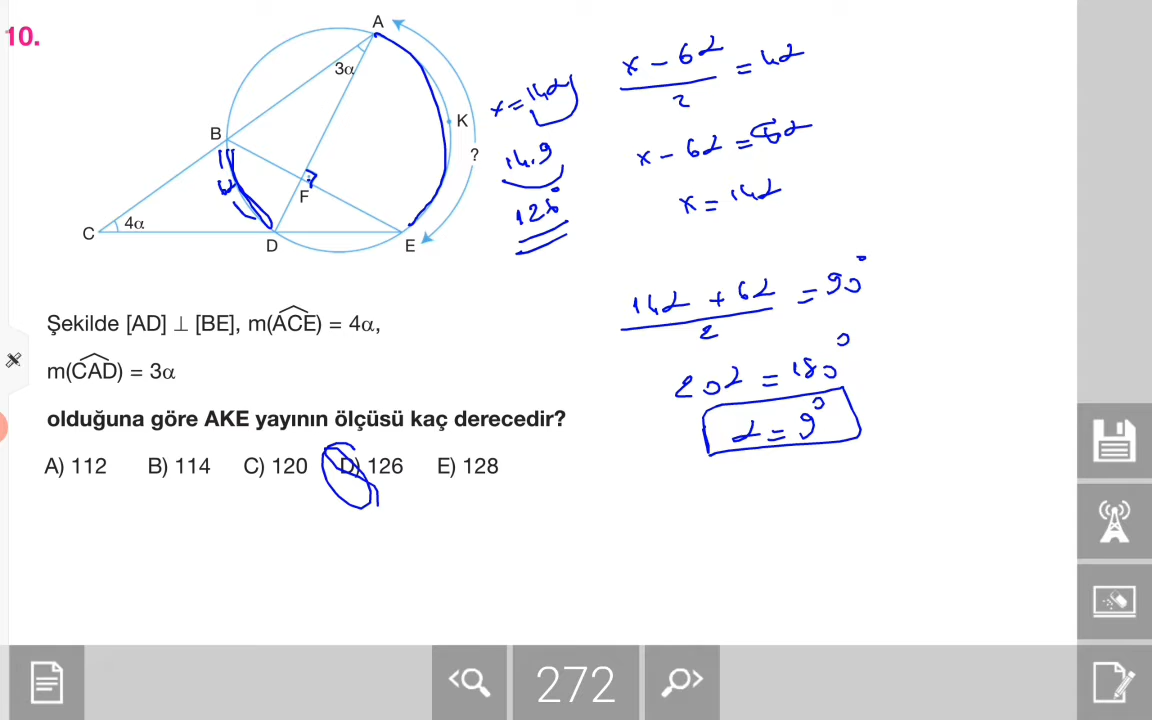 10.
A
3α
B
K
?
F
4α
C
D
E
x = 14α
14.9
126°
x - 6α / 2 = 4α
x - 6α = 8α
x = 14α
14α + 6α / 2 = 90°
20α = 180°
α = 9°
Şekilde [AD] ⊥ [BE], m(ACE) = 4α,
m(CAD) = 3α
olduğuna göre AKE yayının ölçüsü kaç derecedir?
A) 112 B) 114 C) 120 D) 126 E) 128
272